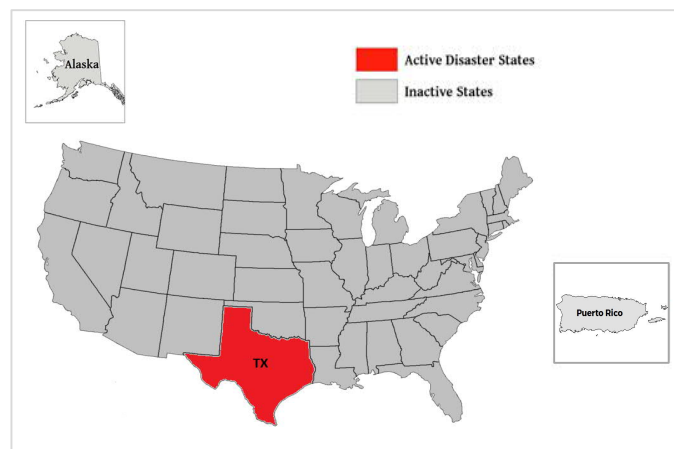 Alaska
Active Disaster States
Inactive States
Puerto Rico
TX